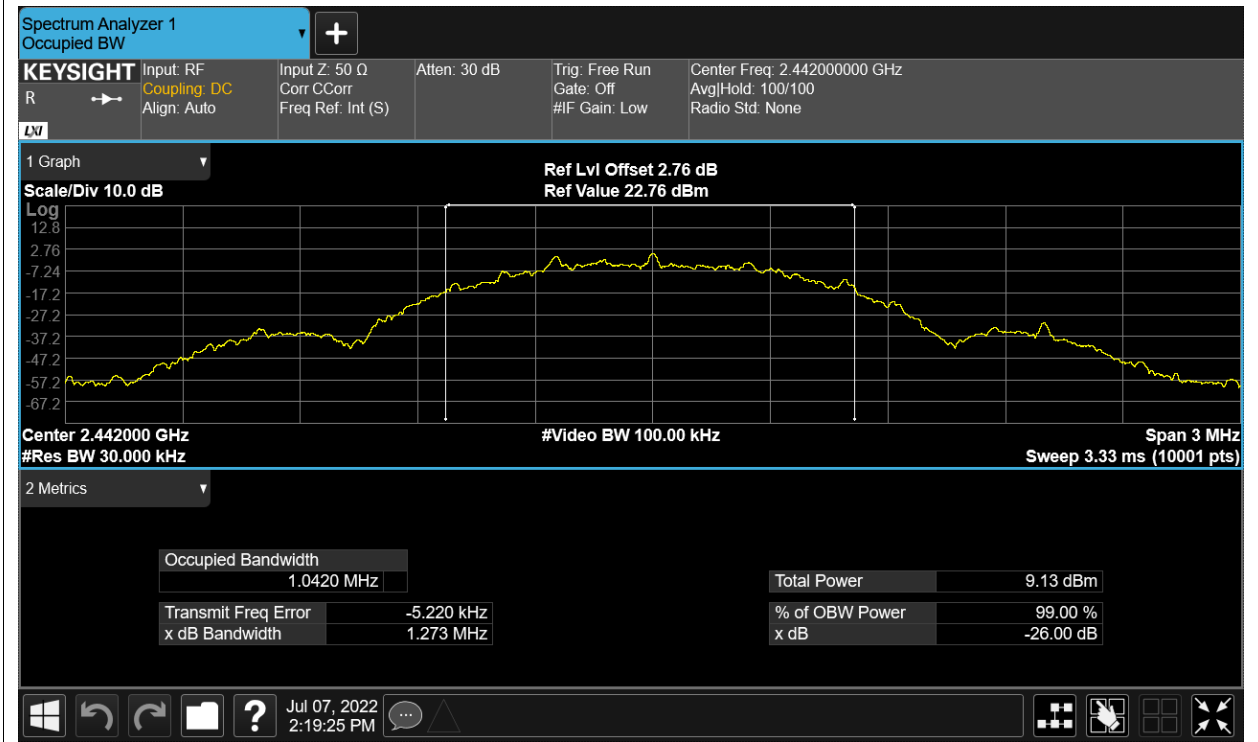 Spectrum Analyzer 1
Occupied BW
KEYSIGHT
R
LXI
Input: RF
Coupling: DC
Align: Auto
Input Z: 50 Ω
Corr CCorr
Freq Ref: Int (S)
Atten: 30 dB
Trig: Free Run
Gate: Off
#IF Gain: Low
Center Freq: 2.442000000 GHz
Avg|Hold: 100/100
Radio Std: None
1 Graph
Scale/Div 10.0 dB
Ref Lvl Offset 2.76 dB
Ref Value 22.76 dBm
Log
12.8
2.76
-7.24
-17.2
-27.2
-37.2
-47.2
-57.2
-67.2
Center 2.442000 GHz
#Video BW 100.00 kHz
Span 3 MHz
#Res BW 30.000 kHz
Sweep 3.33 ms (10001 pts)
2 Metrics
Occupied Bandwidth
1.0420 MHz
Transmit Freq Error -5.220 kHz
x dB Bandwidth 1.273 MHz
Total Power 9.13 dBm
% of OBW Power 99.00 %
x dB -26.00 dB
?
Jul 07, 2022
2:19:25 PM